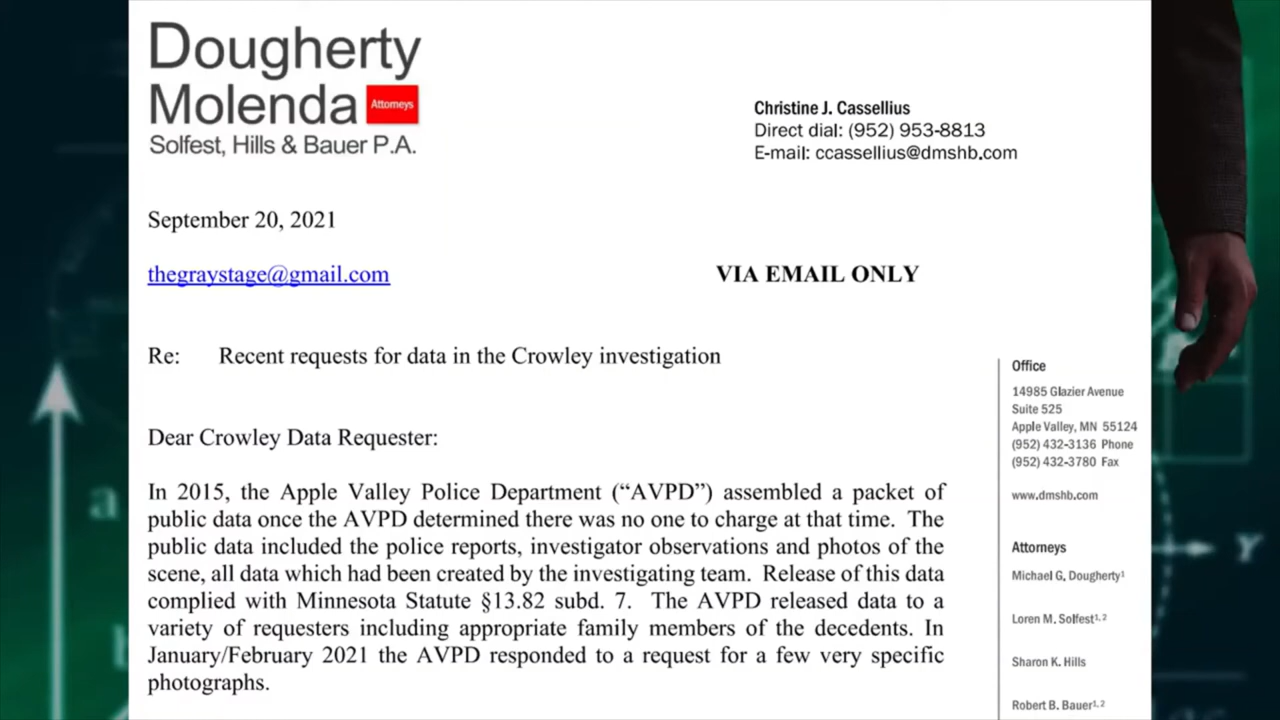 Dougherty
Molenda Attorneys
Solfest, Hills & Bauer P.A.
Christine J. Cassellius
Direct dial: (952) 953-8813
E-mail: ccassellius@dmshb.com
September 20, 2021
thegraystage@gmail.com
VIA EMAIL ONLY
Re: Recent requests for data in the Crowley investigation
Dear Crowley Data Requester:
In 2015, the Apple Valley Police Department (“AVPD”) assembled a packet of
public data once the AVPD determined there was no one to charge at that time. The
public data included the police reports, investigator observations and photos of the
scene, all data which had been created by the investigating team. Release of this data
complied with Minnesota Statute §13.82 subd. 7. The AVPD released data to a
variety of requesters including appropriate family members of the decedents. In
January/February 2021 the AVPD responded to a request for a few very specific
photographs.
Office
14985 Glazier Avenue
Suite 525
Apple Valley, MN 55124
(952) 432-3136 Phone
(952) 432-3780 Fax
www.dmshb.com
Attorneys
Michael G. Dougherty¹
Loren M. Solfest¹,²
Sharon K. Hills
Robert B. Bauer¹,²
a
b
Y